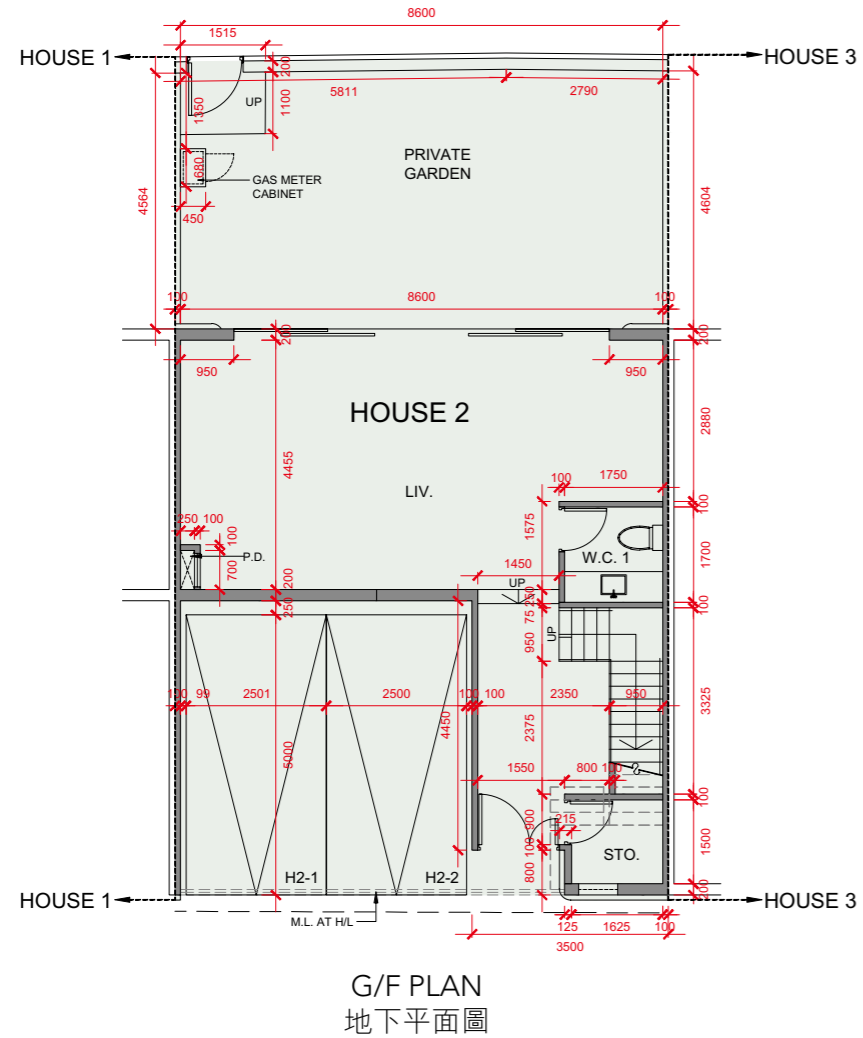 8600
1515
HOUSE 1
HOUSE 3
200
5811
2790
1350
UP
1100
PRIVATE
GARDEN
680
GAS METER
CABINET
450
4564
4604
100
8600
100
200
200
950
950
HOUSE 2
2880
4455
LIV.
100
1750
250
100
100
1575
100
P.D.
700
W.C. 1
1700
1450
200
UP
250
250
75
100
UP
950
100
99
2501
2500
100
100
2350
950
3325
4450
2375
5000
1550
800
100
100
900
215
100
1500
STO.
800
H2-1
H2-2
200
HOUSE 1
HOUSE 3
M.L. AT H/L
125
1625
100
3500
G/F PLAN
地下平面圖